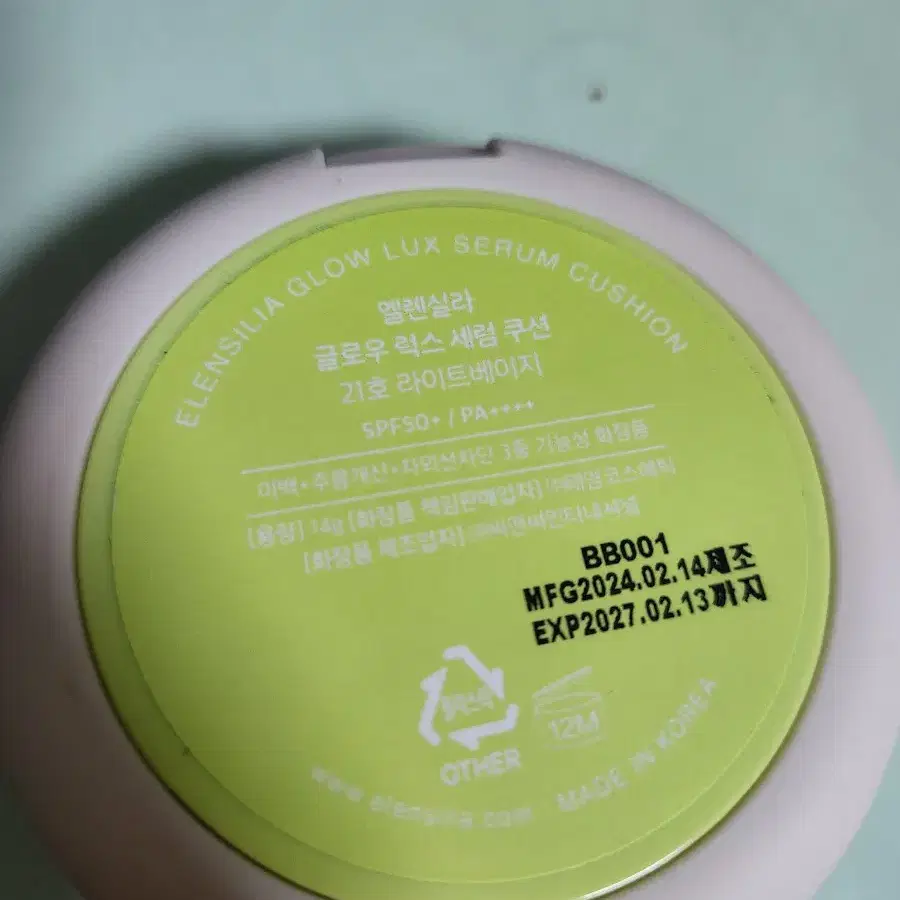 ELENSILIA GLOW LUX SERUM CUSHION
엘렌실라
글로우 럭스 세럼 쿠션
21호 라이트베이지
SPF50+ / PA++++
미백+주름개선+자외선차단 3중 기능성 화장품
[용량] 14g [화장품 책임판매업자]
[화장품 제조업자]
BB001
MFG2024.02.14제조
EXP2027.02.13까지
OTHER
12M
www.elensilia.com MADE IN KOREA